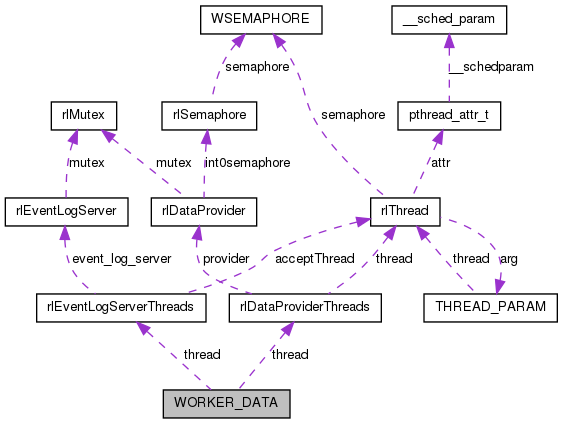 WSEMAPHORE
__sched_param
semaphore
__schedparam
rlMutex
rlSemaphore
semaphore
pthread_attr_t
mutex
mutex
int0semaphore
attr
rlEventLogServer
rlDataProvider
rlThread
event_log_server
provider
acceptThread
thread
thread
arg
rlEventLogServerThreads
rlDataProviderThreads
THREAD_PARAM
thread
thread
WORKER_DATA